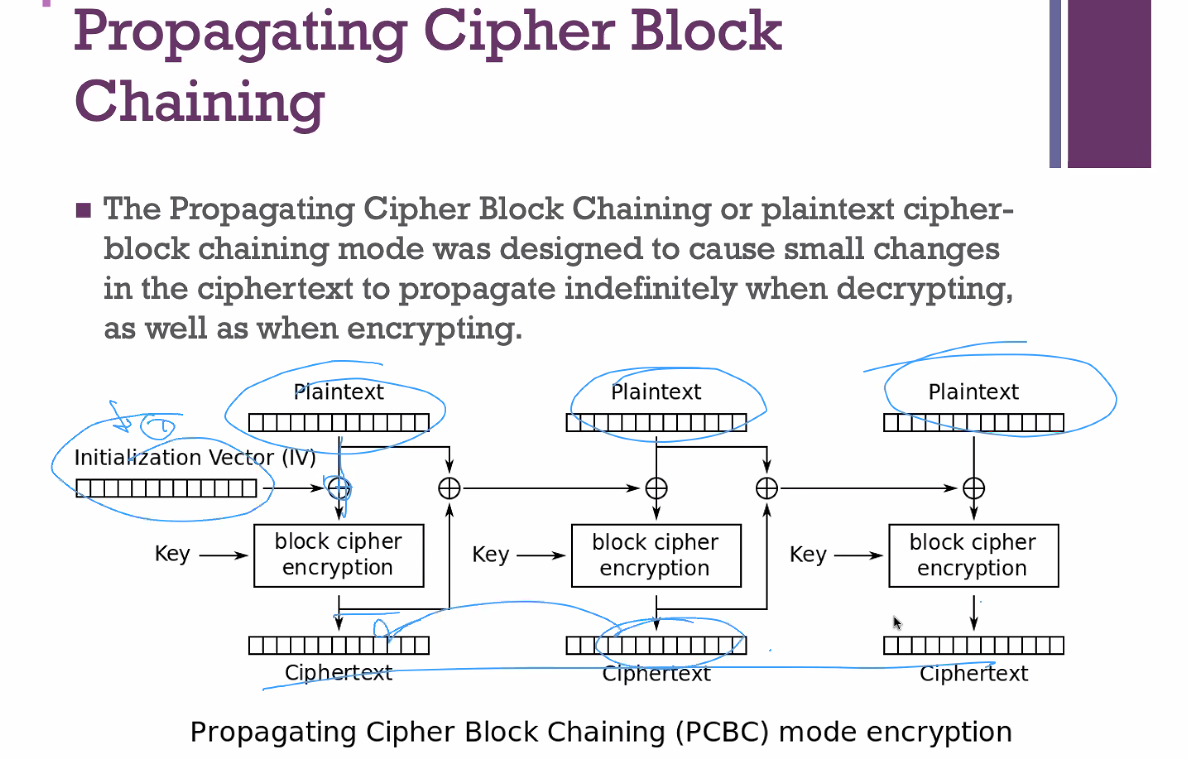 Propagating Cipher Block
Chaining
■ The Propagating Cipher Block Chaining or plaintext cipher-
block chaining mode was designed to cause small changes
in the ciphertext to propagate indefinitely when decrypting,
as well as when encrypting.
Plaintext Plaintext Plaintext
Initialization Vector (IV)
Key block cipher encryption
Key block cipher encryption
Key block cipher encryption
Ciphertext Ciphertext Ciphertext
Propagating Cipher Block Chaining (PCBC) mode encryption